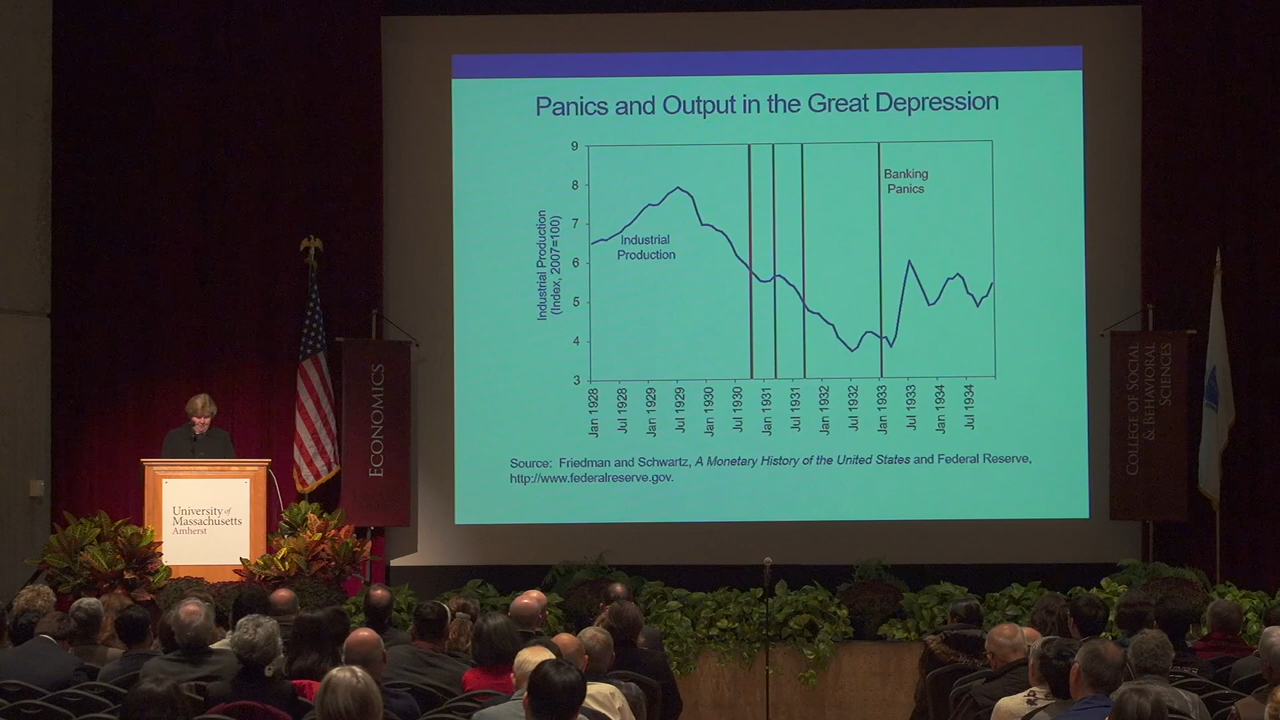 Panics and Output in the Great Depression
Industrial Production
(Index, 2007=100)
9
8
7
6
5
4
3
Industrial
Production
Banking
Panics
Jan 1928
Jul 1928
Jan 1929
Jul 1929
Jan 1930
Jul 1930
Jan 1931
Jul 1931
Jan 1932
Jul 1932
Jan 1933
Jul 1933
Jan 1934
Jul 1934
Source: Friedman and Schwartz, A Monetary History of the United States and Federal Reserve,
http://www.federalreserve.gov.
ECONOMICS
COLLEGE OF SOCIAL
& BEHAVIORAL
SCIENCES
University of
Massachusetts
Amherst